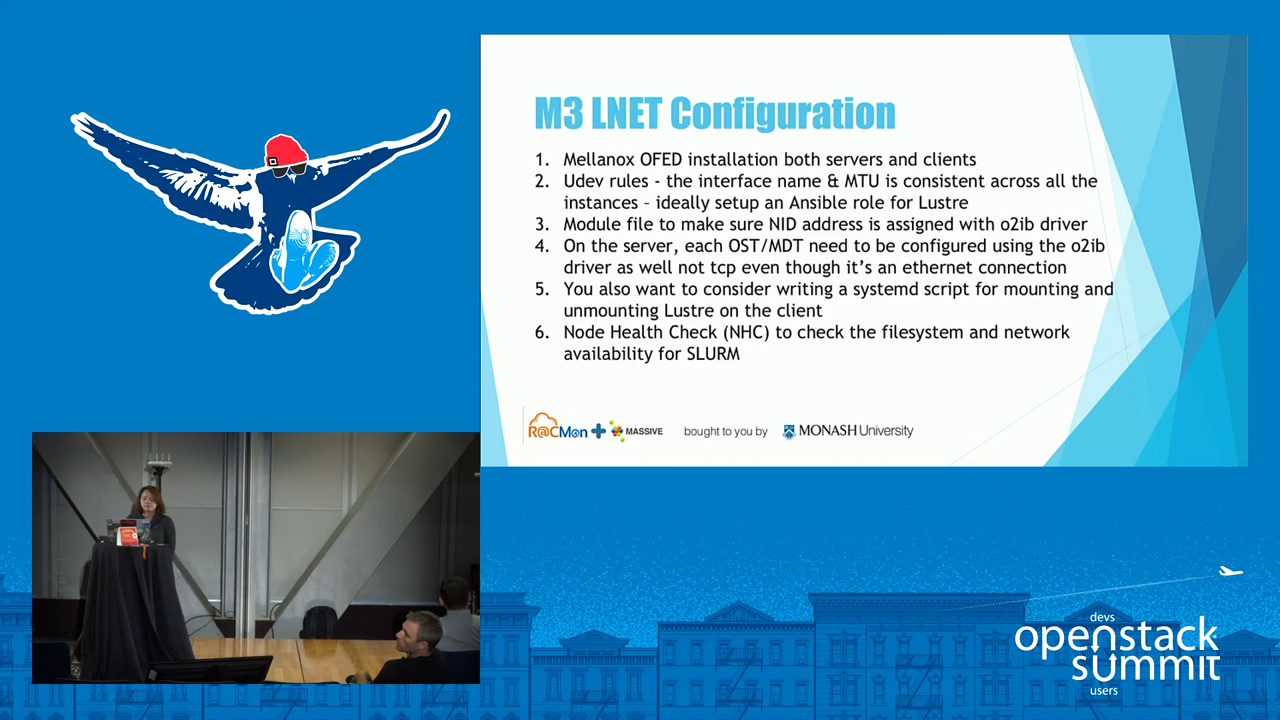 M3 LNET Configuration
1. Mellanox OFED installation both servers and clients
2. Udev rules - the interface name & MTU is consistent across all the
instances – ideally setup an Ansible role for Lustre
3. Module file to make sure NID address is assigned with o2ib driver
4. On the server, each OST/MDT need to be configured using the o2ib
driver as well not tcp even though it's an ethernet connection
5. You also want to consider writing a systemd script for mounting and
unmounting Lustre on the client
6. Node Health Check (NHC) to check the filesystem and network
availability for SLURM
R@CMon + MASSIVE brought to you by MONASH University
devs
openstack
summit
users